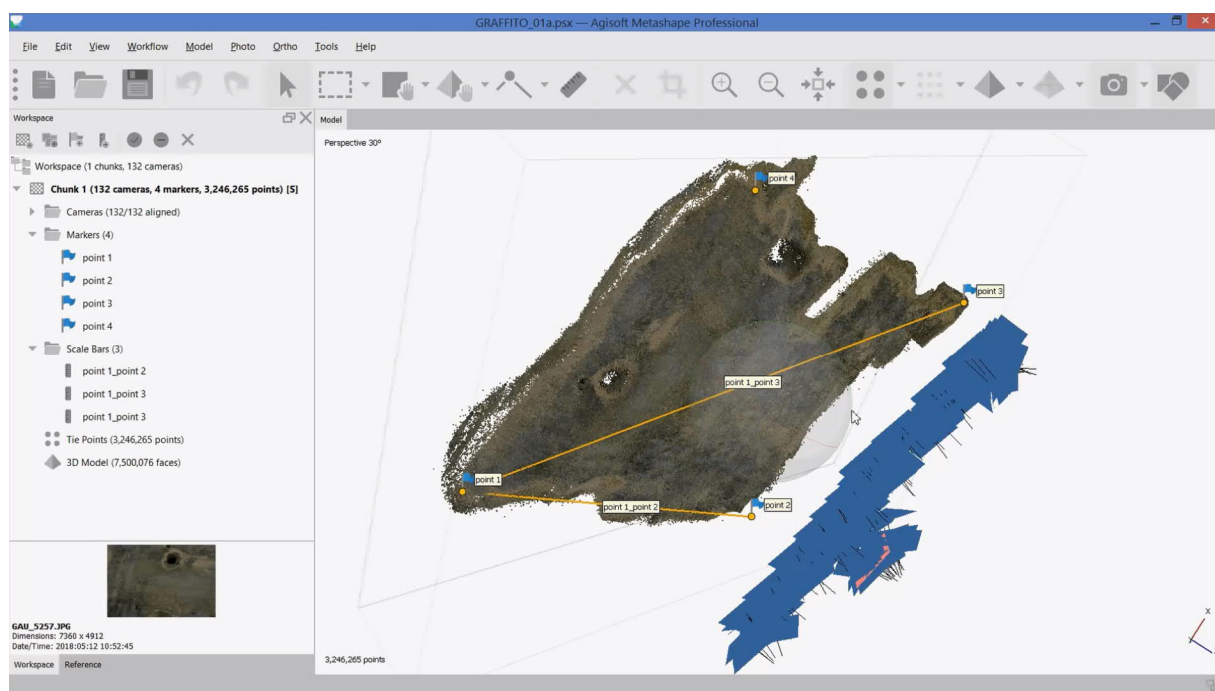 GRAFFITO_01a.psx — Agisoft Metashape Professional
File Edit View Workflow Model Photo Ortho Tools Help
Workspace
Model
Workspace (1 chunks, 132 cameras)
Chunk 1 (132 cameras, 4 markers, 3,246,265 points) [S]
Cameras (132/132 aligned)
Markers (4)
point 1
point 2
point 3
point 4
Scale Bars (3)
point 1_point 2
point 1_point 3
point 1_point 3
Tie Points (3,246,265 points)
3D Model (7,500,076 faces)
GAU_5257.JPG
Dimensions: 7360 x 4912
Date/Time: 2018:05:12 10:52:45
Workspace Reference
Perspective 30°
point 4
point 3
point 1_point 3
point 1
point 1_point 2
point 2
X
3,246,265 points